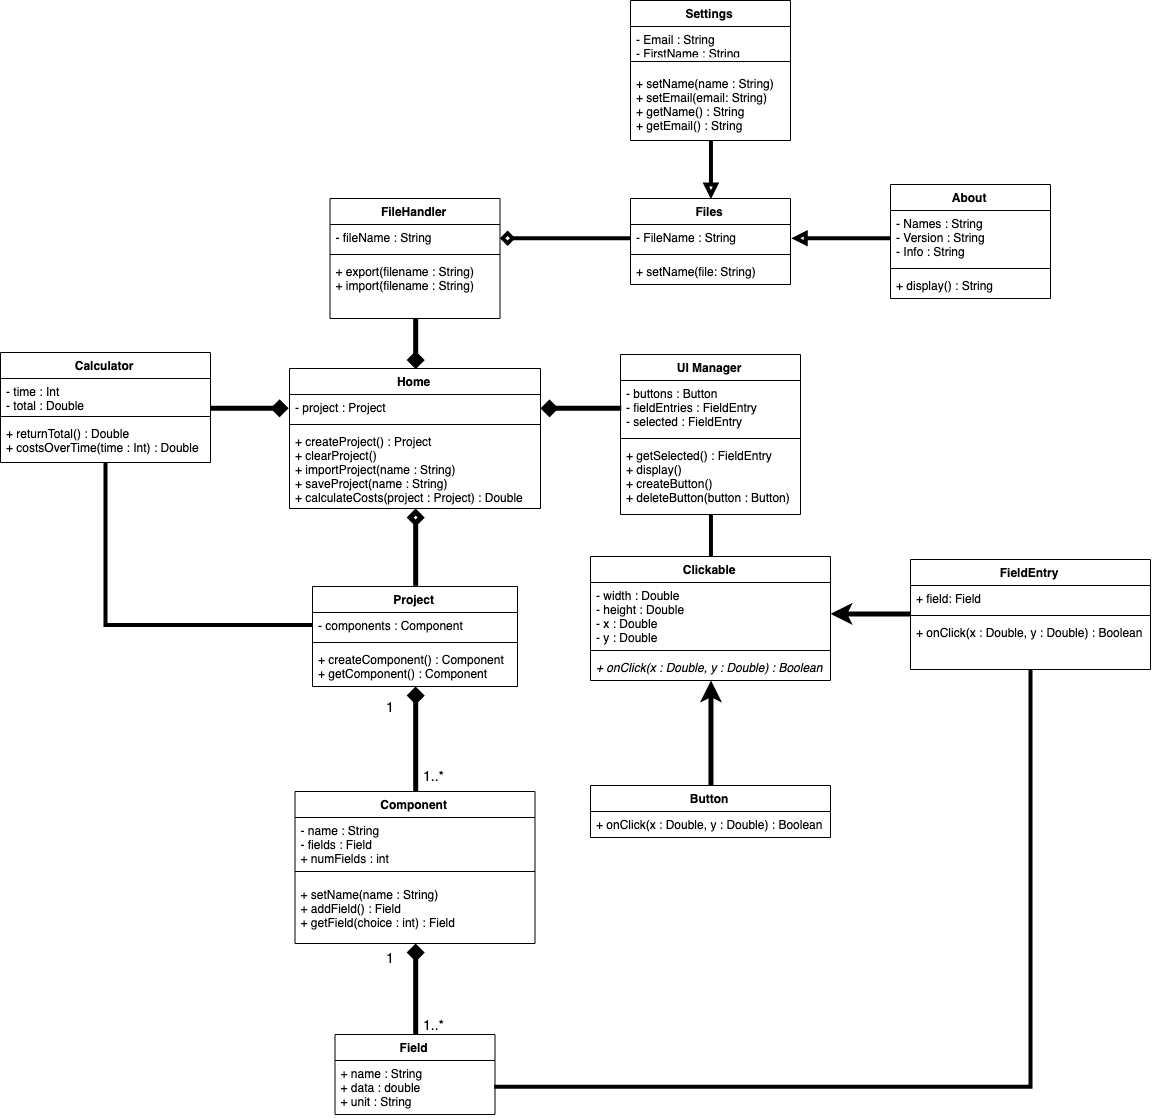 Settings
- Email : String
- FirstName : String
+ setName(name : String)
+ setEmail(email: String)
+ getName() : String
+ getEmail() : String
FileHandler
- fileName : String
+ export(filename : String)
+ import(filename : String)
Files
- FileName : String
+ setName(file: String)
About
- Names : String
- Version : String
- Info : String
+ display() : String
Calculator
- time : Int
- total : Double
+ returnTotal() : Double
+ costsOverTime(time : Int) : Double
Home
- project : Project
+ createProject() : Project
+ clearProject()
+ importProject(name : String)
+ saveProject(name : String)
+ calculateCosts(project : Project) : Double
UI Manager
- buttons : Button
- fieldEntries : FieldEntry
- selected : FieldEntry
+ getSelected() : FieldEntry
+ display()
+ createButton()
+ deleteButton(button : Button)
Project
- components : Component
+ createComponent() : Component
+ getComponent() : Component
Clickable
- width : Double
- height : Double
- x : Double
- y : Double
+ onClick(x : Double, y : Double) : Boolean
FieldEntry
+ field: Field
+ onClick(x : Double, y : Double) : Boolean
1
1..*
Component
- name : String
- fields : Field
+ numFields : int
+ setName(name : String)
+ addField() : Field
+ getField(choice : int) : Field
Button
+ onClick(x : Double, y : Double) : Boolean
1
1..*
Field
+ name : String
+ data : double
+ unit : String